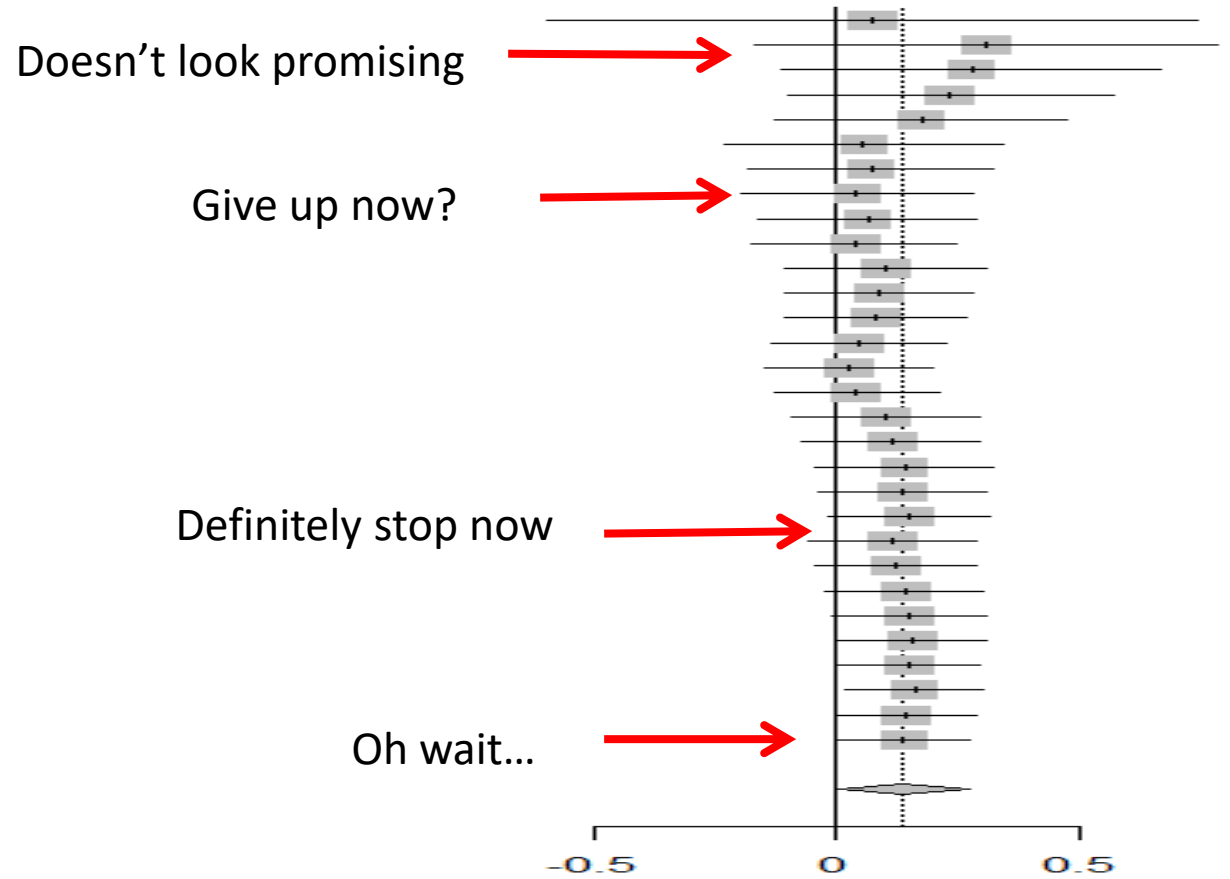 Doesn’t look promising
Give up now?
Definitely stop now
Oh wait…
-0.5 0 0.5